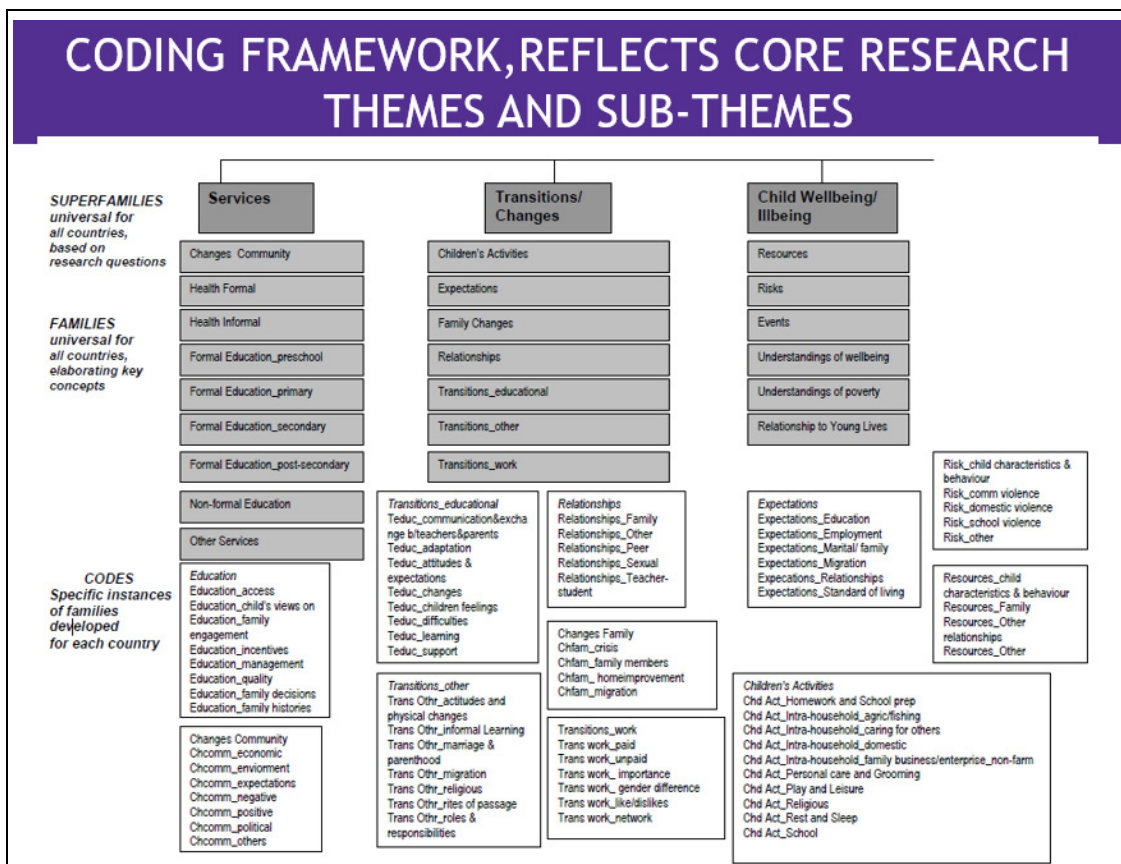 CODING FRAMEWORK,REFLECTS CORE RESEARCH
THEMES AND SUB-THEMES
SUPERFAMILIES
universal for
all countries,
based on
research questions
FAMILIES
universal for
all countries,
elaborating key
concepts
CODES
Specific instances
of families
developed
for each country
Services
Changes Community
Health Formal
Health Informal
Formal Education_preschool
Formal Education_primary
Formal Education_secondary
Formal Education_post-secondary
Non-formal Education
Other Services
Education
Education_access
Education_child's views on
Education_family
engagement
Education_incentives
Education_management
Education_quality
Education_family decisions
Education_family histories
Changes Community
Chcomm_economic
Chcomm_enviorment
Chcomm_expectations
Chcomm_negative
Chcomm_positive
Chcomm_political
Chcomm_others
Transitions/
Changes
Children's Activities
Expectations
Family Changes
Relationships
Transitions_educational
Transitions_other
Transitions_work
Transitions_educational
Teduc_communication&excha
nge b/teachers&parents
Teduc_adaptation
Teduc_attitudes &
expectations
Teduc_changes
Teduc_children feelings
Teduc_difficulties
Teduc_learning
Teduc_support
Transitions_other
Trans Othr_actitudes and
physical changes
Trans Othr_informal Learning
Trans Othr_marriage &
parenthood
Trans Othr_migration
Trans Othr_religious
Trans Othr_rites of passage
Trans Othr_roles &
responsibilities
Relationships
Relationships_Family
Relationships_Other
Relationships_Peer
Relationships_Sexual
Relationships_Teacher-
student
Changes Family
Chfam_crisis
Chfam_family members
Chfam_ homeimprovement
Chfam_migration
Transitions_work
Trans work_paid
Trans work_unpaid
Trans work_ importance
Trans work_ gender difference
Trans work_like/dislikes
Trans work_network
Child Wellbeing/
Illbeing
Resources
Risks
Events
Understandings of wellbeing
Understandings of poverty
Relationship to Young Lives
Expectations
Expectations_Education
Expectations_Employment
Expectations_Marital/ family
Expectations_Migration
Expecations_Relationships
Expectations_Standard of living
Risk_child characteristics &
behaviour
Risk_comm violence
Risk_domestic violence
Risk_school violence
Risk_other
Resources_child
characteristics & behaviour
Resources_Family
Resources_Other
relationships
Resources_Other
Children's Activities
Chd Act_Homework and School prep
Chd Act_Intra-household_agric/fishing
Chd Act_Intra-household_caring for others
Chd Act_Intra-household_domestic
Chd Act_Intra-household_family business/enterprise_non-farm
Chd Act_Personal care and Grooming
Chd Act_Play and Leisure
Chd Act_Religious
Chd Act_Rest and Sleep
Chd Act_School